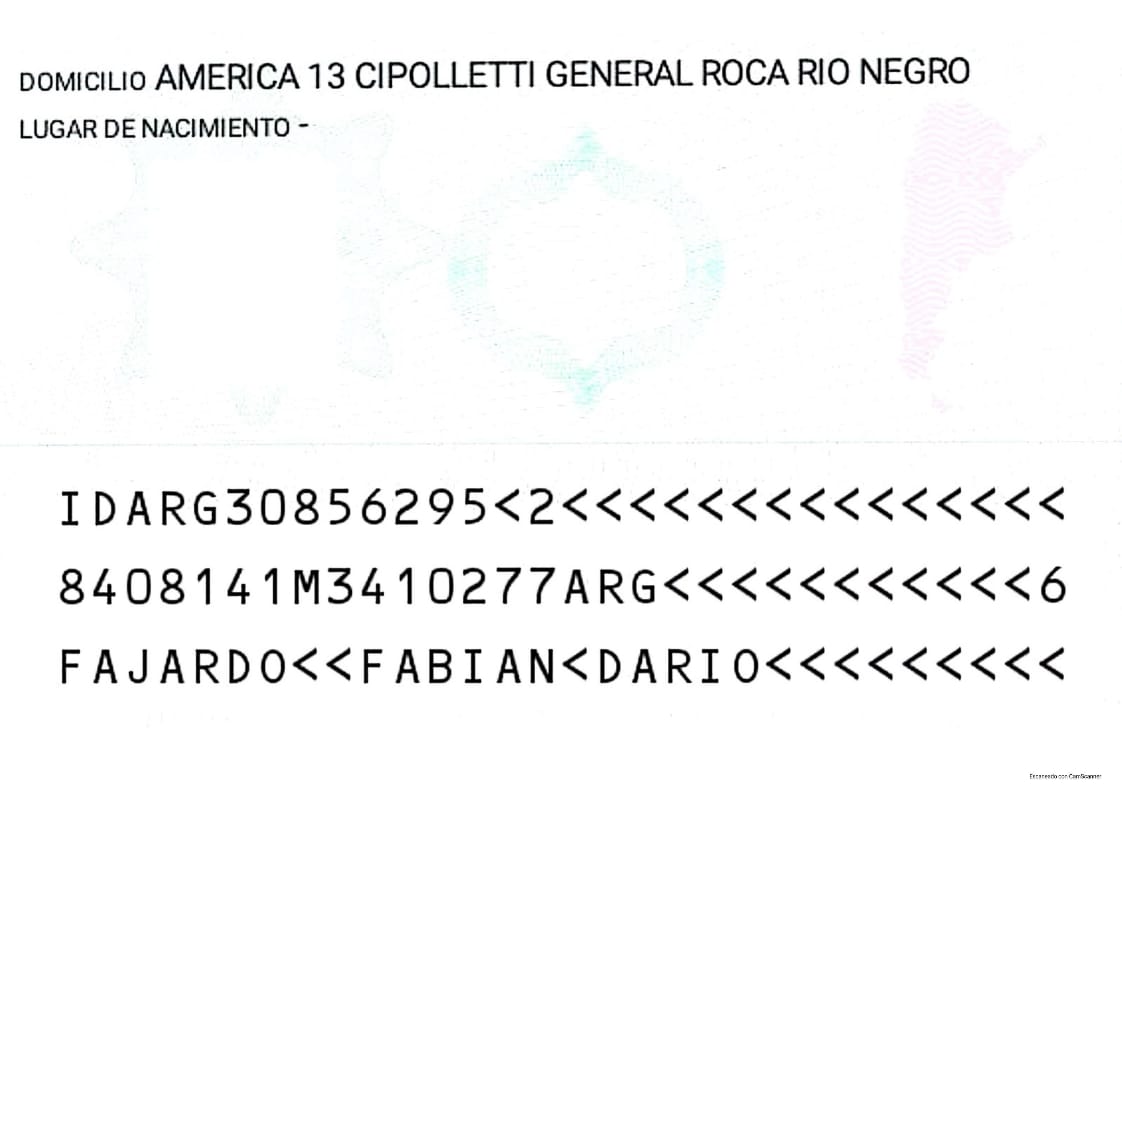 DOMICILIO AMERICA 13 CIPOLLETTI GENERAL ROCA RIO NEGRO
LUGAR DE NACIMIENTO -
IDARG30856295<2<<<<<<<<<<<<<<<
8408141M3410277ARG<<<<<<<<<<<6
FAJARDO<<FABIAN<DARIO<<<<<<<<<
Escaneado con CamScanner